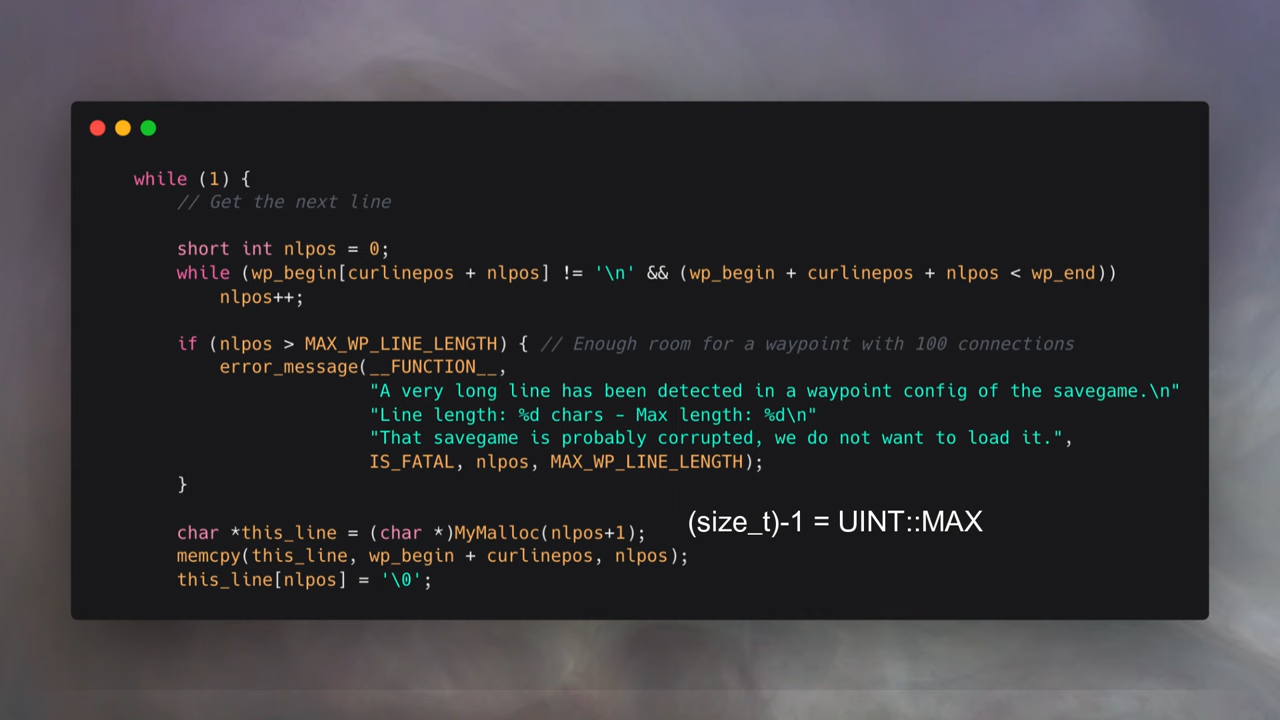 while (1) {
// Get the next line
short int nlpos = 0;
while (wp_begin[curlinepos + nlpos] != '\n' && (wp_begin + curlinepos + nlpos < wp_end))
nlpos++;
if (nlpos > MAX_WP_LINE_LENGTH) { // Enough room for a waypoint with 100 connections
error_message(__FUNCTION__,
"A very long line has been detected in a waypoint config of the savegame.\n"
"Line length: %d chars - Max length: %d\n"
"That savegame is probably corrupted, we do not want to load it.",
IS_FATAL, nlpos, MAX_WP_LINE_LENGTH);
}
char *this_line = (char *)MyMalloc(nlpos+1);
(size_t)-1 = UINT::MAX
memcpy(this_line, wp_begin + curlinepos, nlpos);
this_line[nlpos] = '\0';